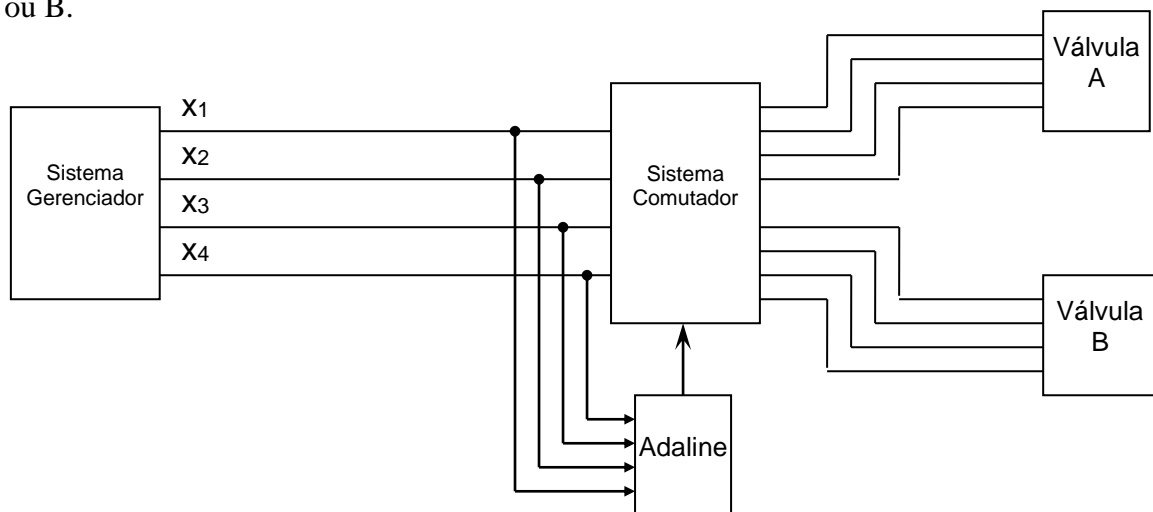 ou B.
Válvula
A
x1
x2
x3
x4
Sistema
Gerenciador
Sistema
Comutador
Válvula
B
Adaline